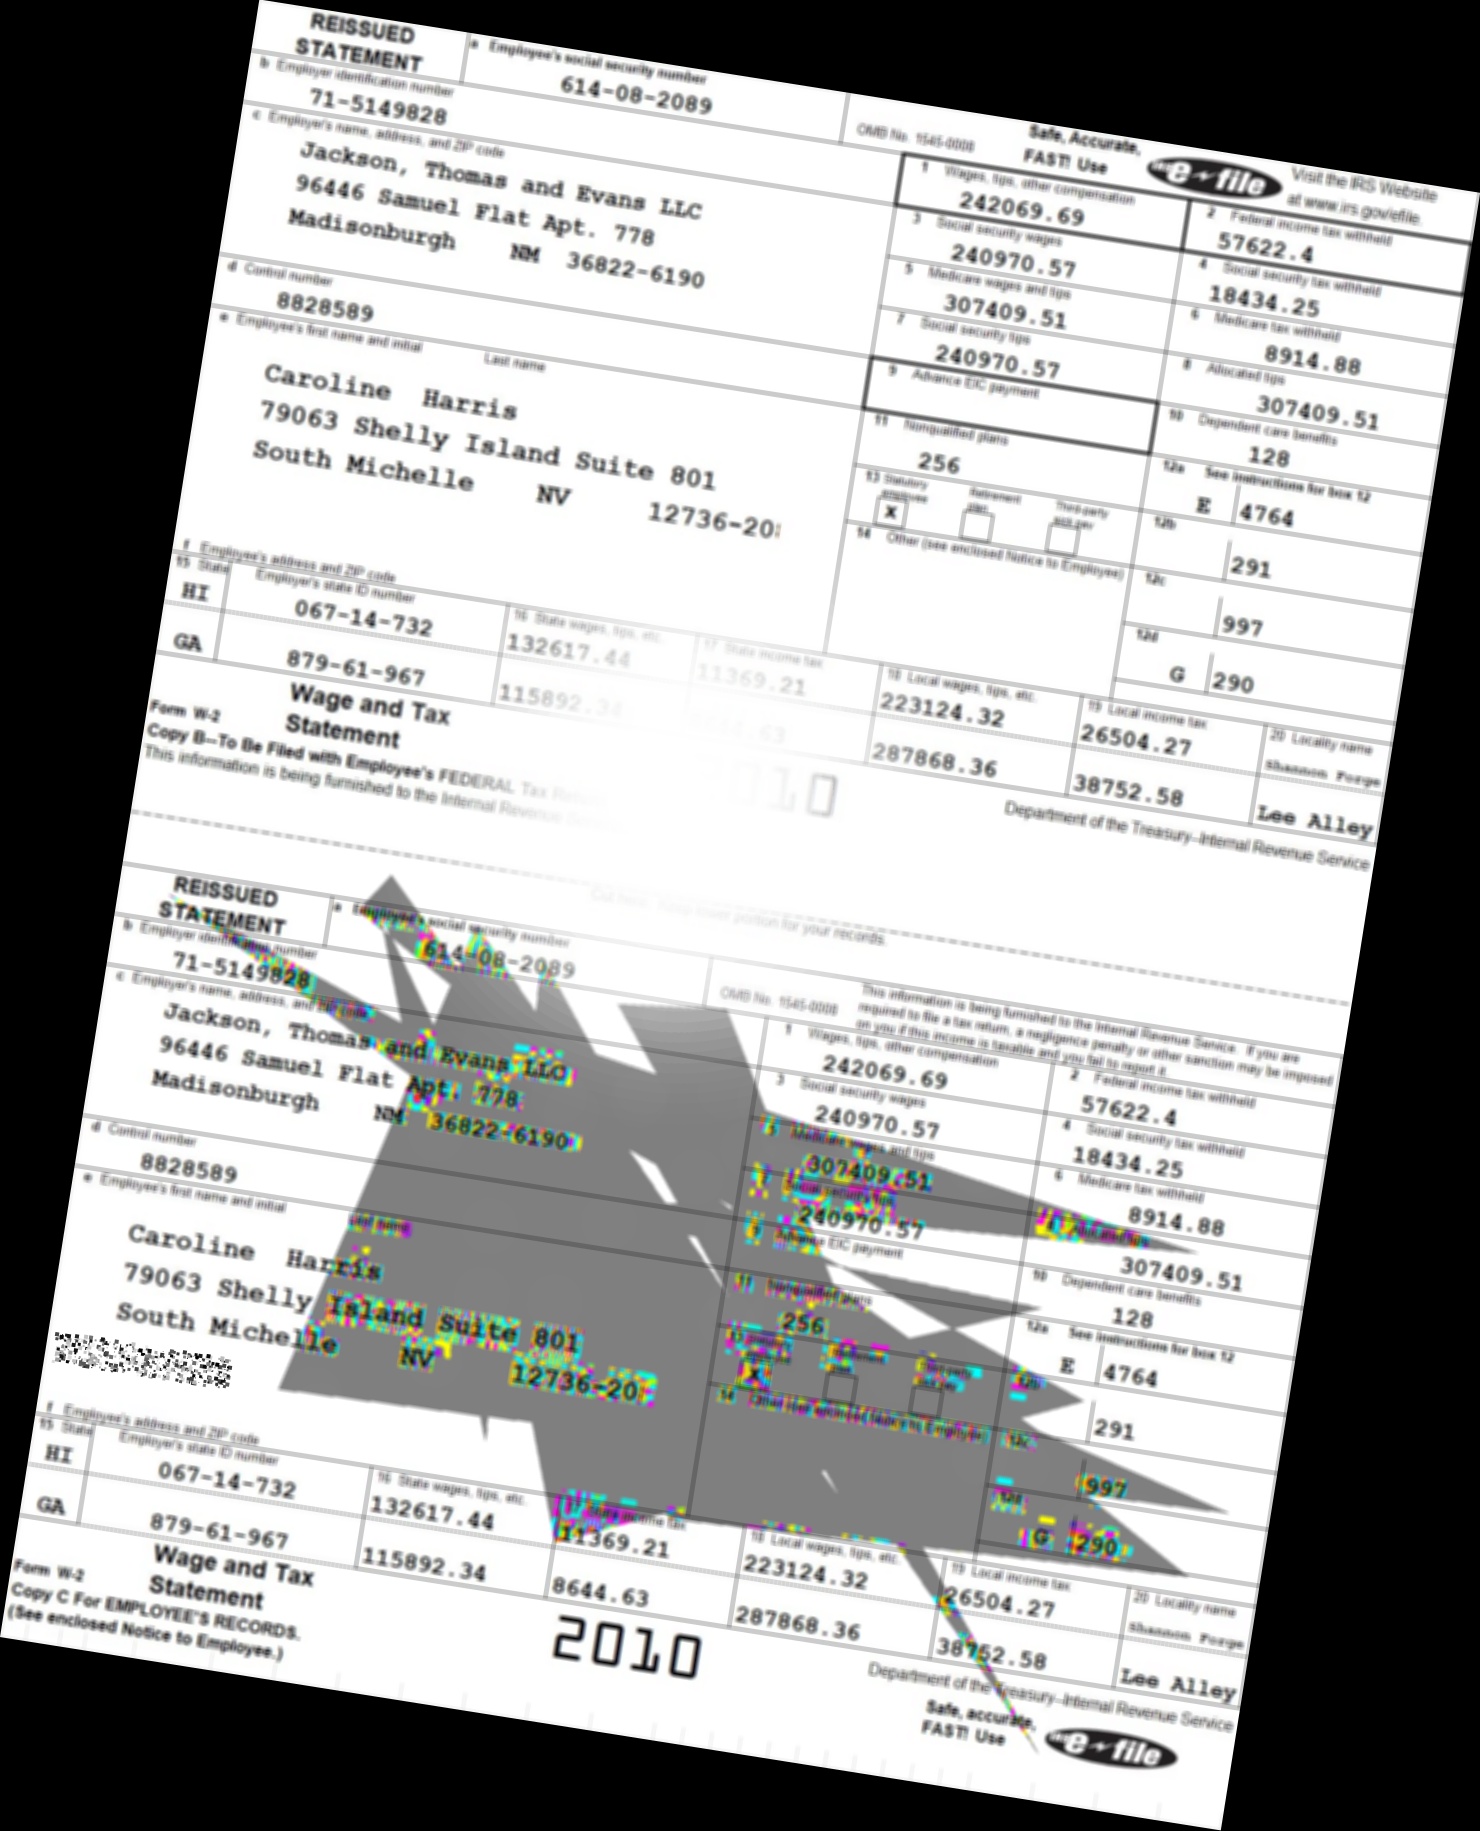 REISSUED STATEMENT
a Employee's social security number
614-08-2089
OMB No. 1545-0008
Safe, Accurate, FAST! Use
e file
Visit the IRS Website at www.irs.gov/efile.
b Employer identification number
71-5149828
c Employer's name, address, and ZIP code
Jackson, Thomas and Evans LLC
96446 Samuel Flat Apt. 778
Madisonburgh NM 36822-6190
1 Wages, tips, other compensation
242069.69
2 Federal income tax withheld
57622.4
3 Social security wages
240970.57
4 Social security tax withheld
18434.25
5 Medicare wages and tips
307409.51
6 Medicare tax withheld
8914.88
d Control number
8828589
7 Social security tips
240970.57
8 Allocated tips
307409.51
e Employee's first name and initial Last name
Caroline Harris
79063 Shelly Island Suite 801
South Michelle NV 12736-20
9 Advance EIC payment
10 Dependent care benefits
128
11 Nonqualified plans
256
12a See instructions for box 12
E 4764
13 Statutory employee Retirement plan Third-party sick pay
X
12b
291
14 Other (see enclosed Notice to Employee)
12c
997
12d
G 290
f Employee's address and ZIP code
15 State Employer's state ID number
16 State wages, tips, etc.
17 State income tax
18 Local wages, tips, etc.
19 Local income tax
20 Locality name
HI 067-14-732 132617.44 11369.21 223124.32 26504.27 Shannon Forge
GA 879-61-967 115892.34 .63 287868.36 38752.58 Lee Alley
Form W-2
Wage and Tax Statement
010
Copy B-To Be Filed with Employee's FEDERAL Tax
This information is being furnished to the Internal Revenue
Department of the Treasury-Internal Revenue Service
portion for your records.
REISSUED STATEMENT
a Employee's social security number
614-08-2089
OMB No. 1545-0008
This information is being furnished to the Internal Revenue Service. If you are
required to file a tax return, a negligence penalty or other sanction may be imposed
on you if this income is taxable and you fail to report it.
b Employer identification number
71-5149828
c Employer's name, address, and ZIP code
Jackson, Thomas and Evans LLC
96446 Samuel Flat Apt. 778
Madisonburgh NM 36822-6190
1 Wages, tips, other compensation
242069.69
2 Federal income tax withheld
57622.4
3 Social security wages
240970.57
4 Social security tax withheld
18434.25
5 Medicare wages and tips
307409.51
6 Medicare tax withheld
8914.88
d Control number
8828589
7 Social security tips
240970.57
8 Allocated tips
307409.51
e Employee's first name and initial Last name
Caroline Harris
79063 Shelly Island Suite 801
South Michelle NV 12736-20
9 Advance EIC payment
10 Dependent care benefits
128
11 Nonqualified plans
256
12a See instructions for box 12
E 4764
13
X
12b
291
14 Other (see enclosed Notice to Employee)
12c
997
12d
G 290
f Employee's address and ZIP code
15 State Employer's state ID number
16 State wages, tips, etc.
17 State income tax
18 Local wages, tips, etc.
19 Local income tax
20 Locality name
HI 067-14-732 132617.44 11369.21 223124.32 26504.27 Shannon Forge
GA 879-61-967 115892.34 8644.63 287868.36 38752.58 Lee Alley
Form W-2
Wage and Tax Statement
2010
Copy C For EMPLOYEE'S RECORDS.
(See enclosed Notice to Employee.)
Department of the Treasury-Internal Revenue Service
Safe, accurate, FAST! Use
e file